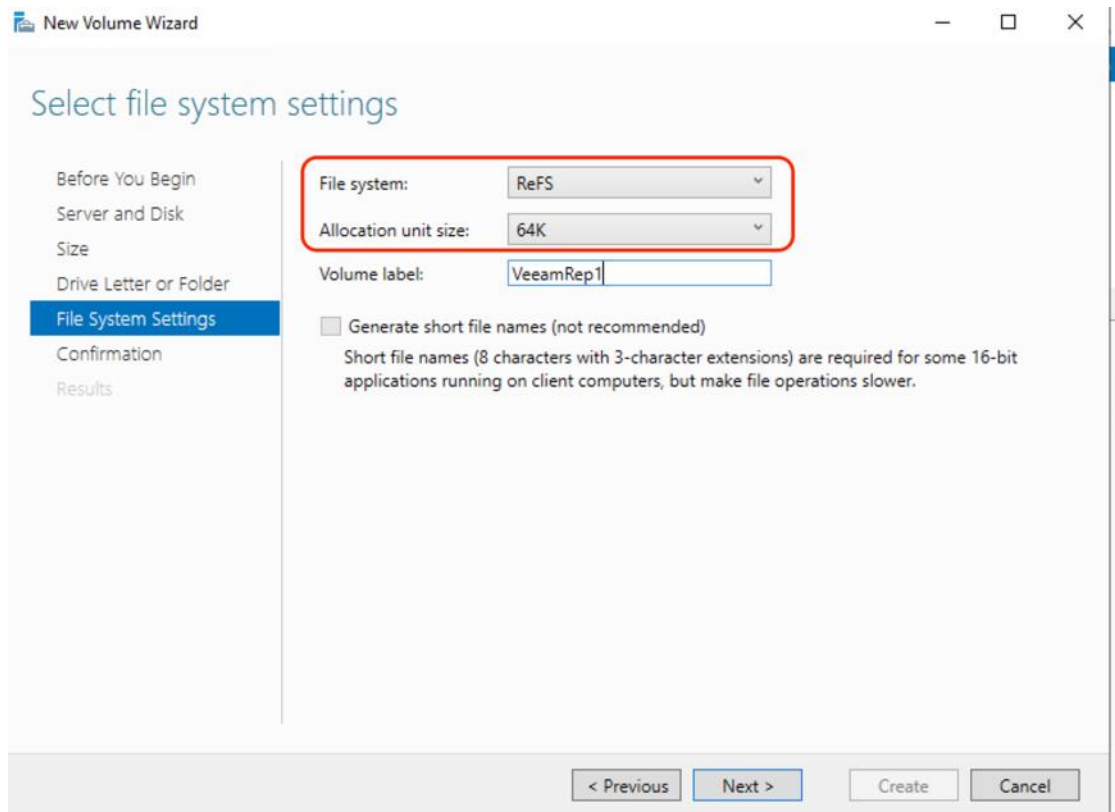 New Volume Wizard
Select file system settings
Before You Begin
Server and Disk
Size
Drive Letter or Folder
File System Settings
Confirmation
Results
File system: ReFS
Allocation unit size: 64K
Volume label: VeeamRep1
Generate short file names (not recommended)
Short file names (8 characters with 3-character extensions) are required for some 16-bit
applications running on client computers, but make file operations slower.
< Previous Next > Create Cancel